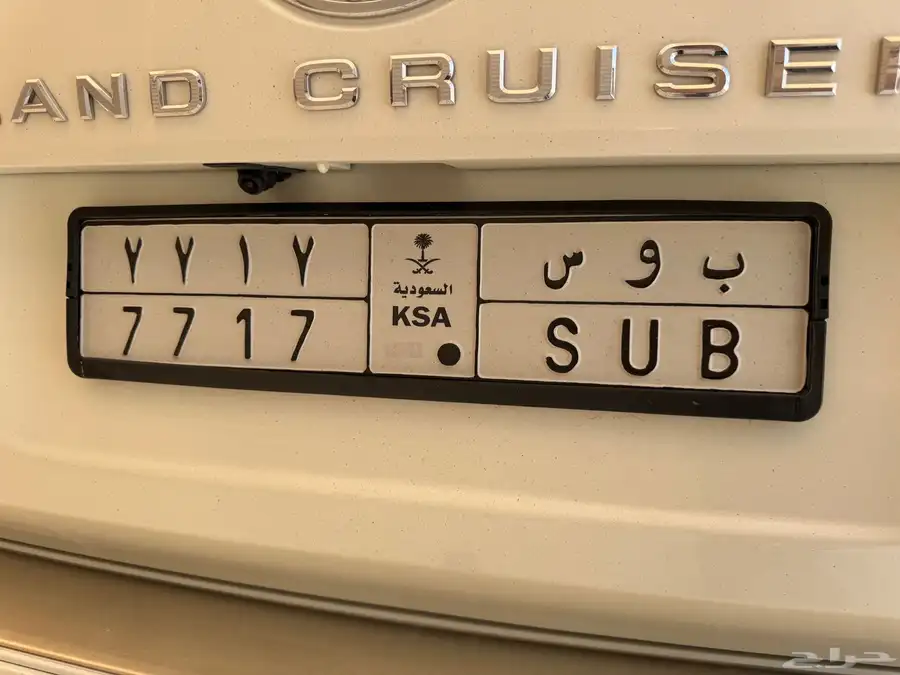 LAND CRUISER
٧٧١٧
7717
السعودية
KSA
ب و س
SUB
حراج